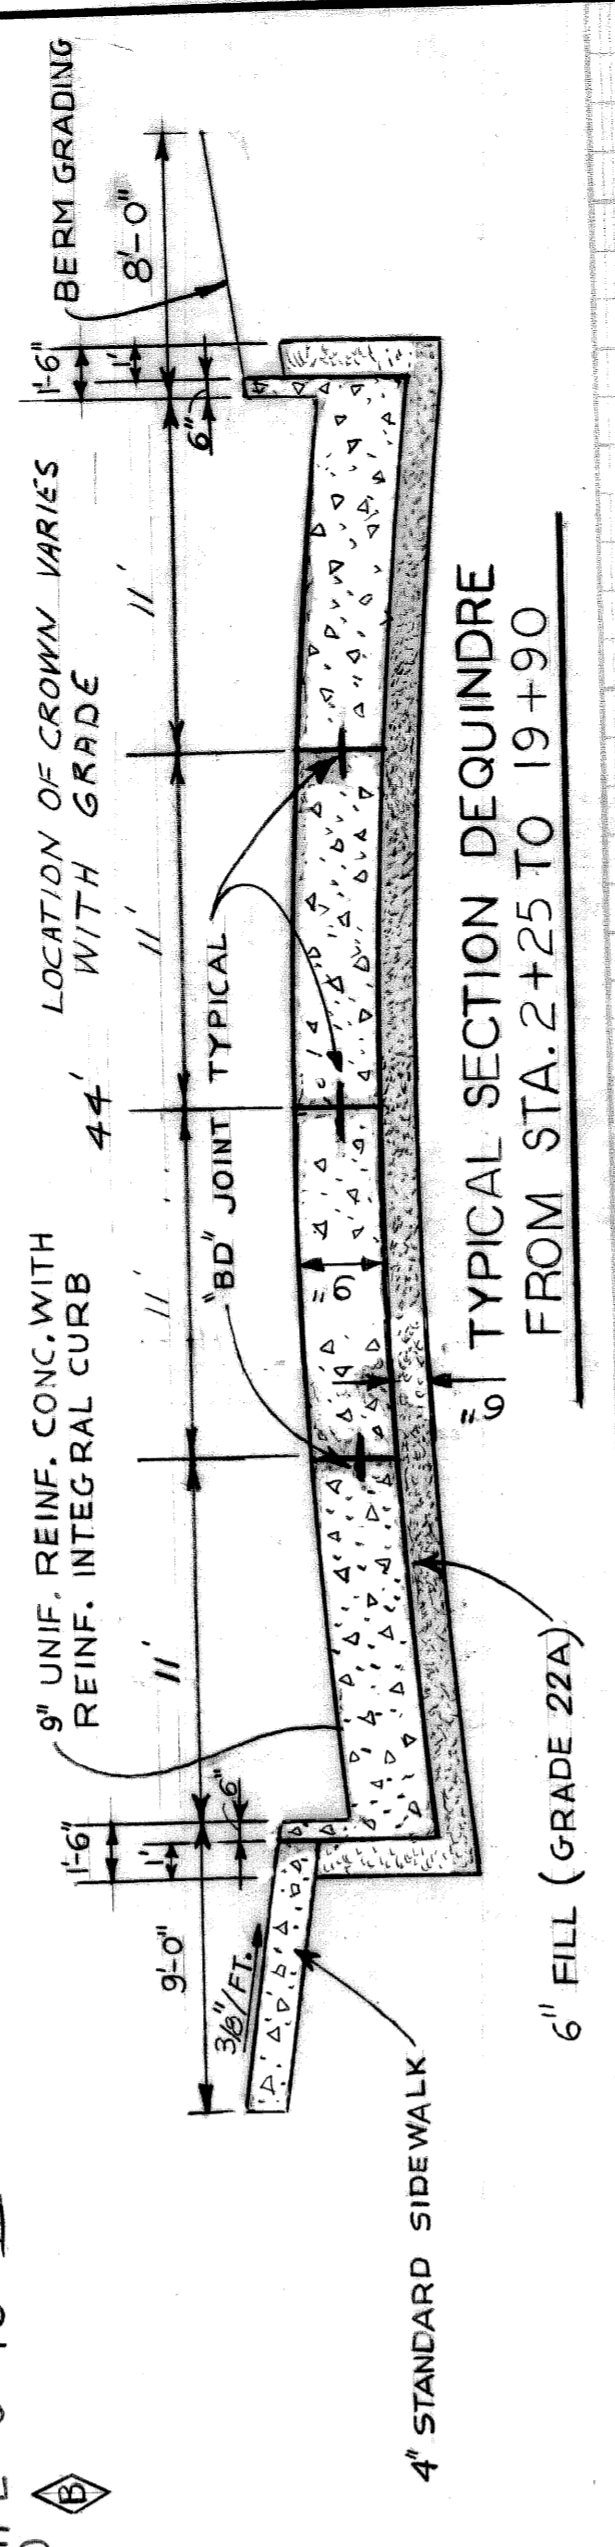 9" UNIF. REINF. CONC. WITH
REINF. INTEGRAL CURB
44'
LOCATION OF CROWN VARIES
WITH GRADE
BERM GRADING
1'-6"
1'
6"
9'-0"
11'
11'
11'
11'
1'-6"
1'
6"
8'-0"
3/8"/FT.
"BD" JOINT TYPICAL
9"
6"
4" STANDARD SIDEWALK
6" FILL (GRADE 22A)
TYPICAL SECTION DEQUINDRE
FROM STA. 2+25 TO 19+90
B